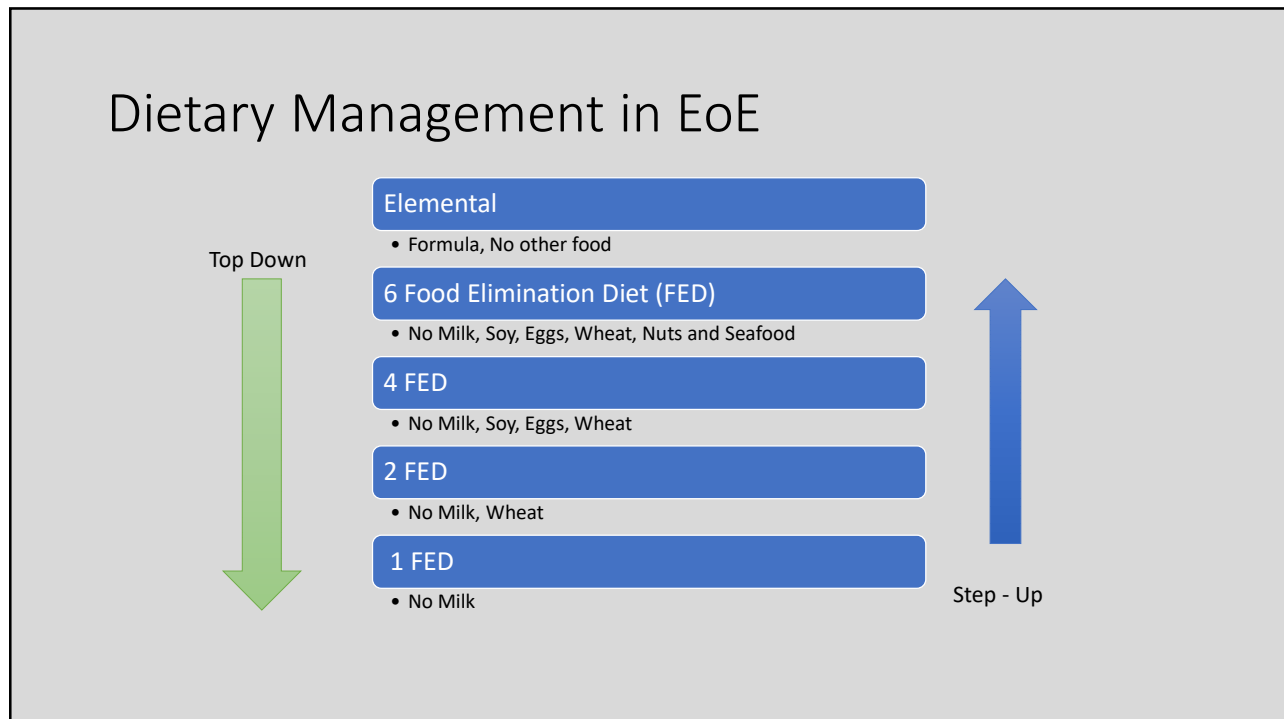 Dietary Management in EoE
Elemental
• Formula, No other food
Top Down
6 Food Elimination Diet (FED)
• No Milk, Soy, Eggs, Wheat, Nuts and Seafood
4 FED
• No Milk, Soy, Eggs, Wheat
2 FED
• No Milk, Wheat
1 FED
• No Milk
Step - Up